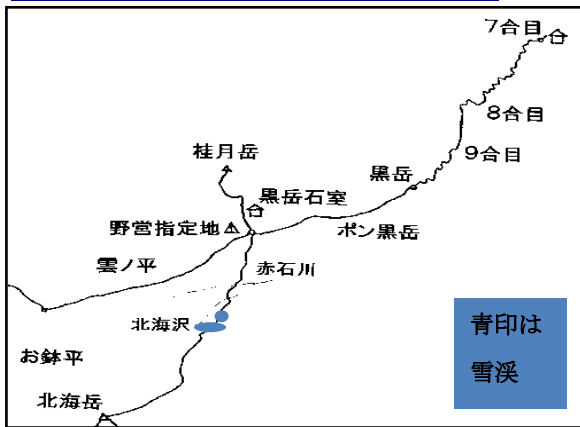 7合目
8合目
9合目
桂月岳
黒岳
黒岳石室
野営指定地
ポン黒岳
雲ノ平
赤石川
北海沢
お鉢平
北海岳
青印は
雪渓